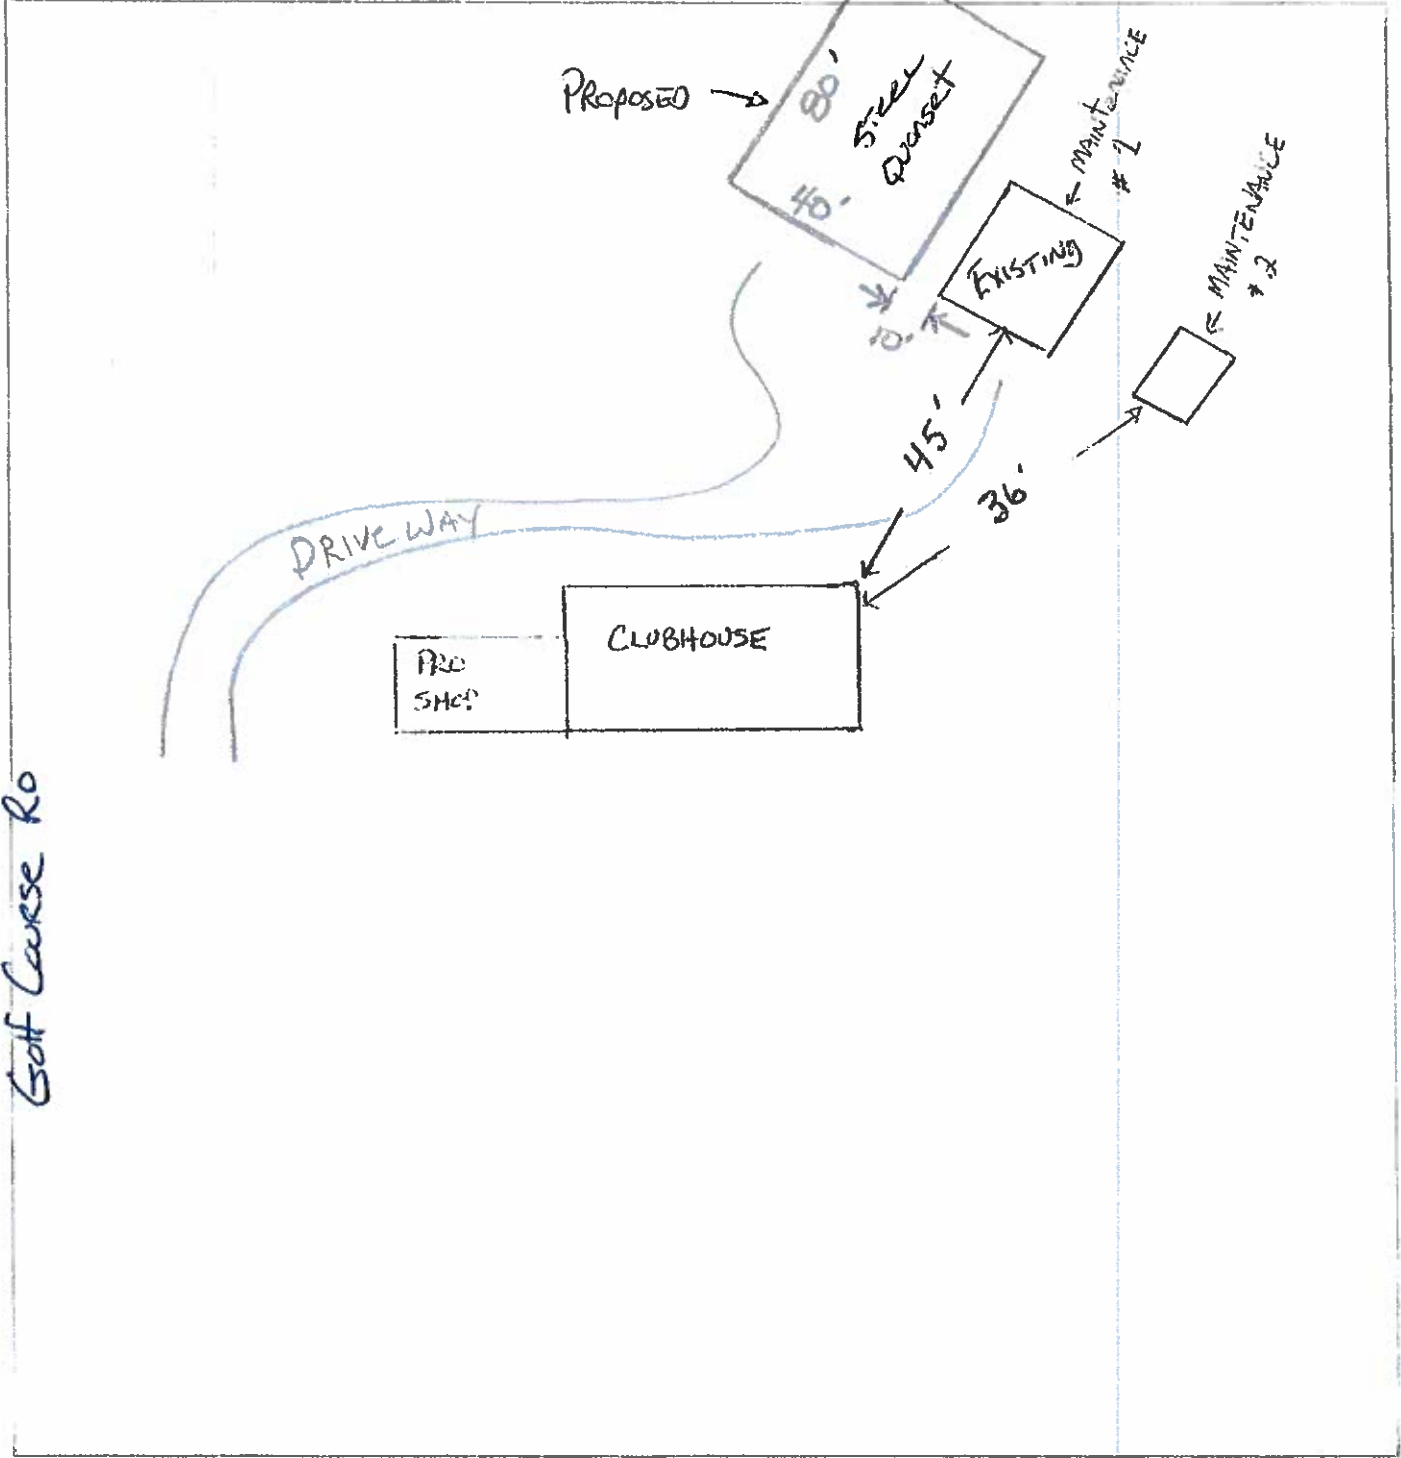 PROPOSED
80'
Steel
Quonset
40'
MAINTENANCE
# 1
EXISTING
MAINTENANCE
# 2
10'
45'
36'
DRIVEWAY
CLUBHOUSE
PRO
SHOP
Golf Course RD